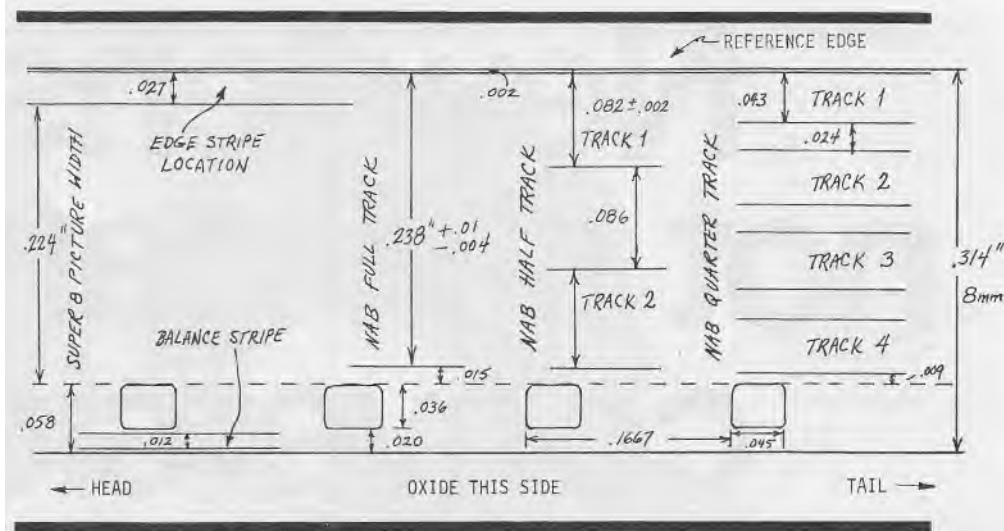 REFERENCE EDGE
.027
.002
.082 ±.002
.043
TRACK 1
EDGE STRIPE
LOCATION
TRACK 1
.024
SUPER 8 PICTURE WIDTH
.224"
NAB FULL TRACK
.238" +.01
-.004
NAB HALF TRACK
.086
NAB QUARTER TRACK
TRACK 2
TRACK 3
.314"
8mm
TRACK 2
BALANCE STRIPE
TRACK 4
.015
.009
.058
.036
.012
.020
.1667
.045
HEAD
OXIDE THIS SIDE
TAIL